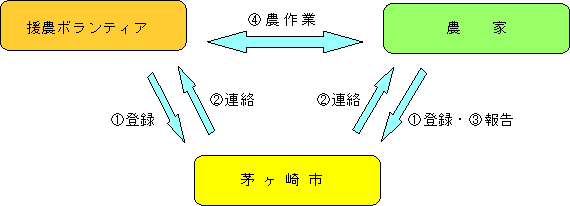 ④農作業
援農ボランティア
農　家
②連絡
②連絡
①登録
①登録・③報告
茅ヶ崎市